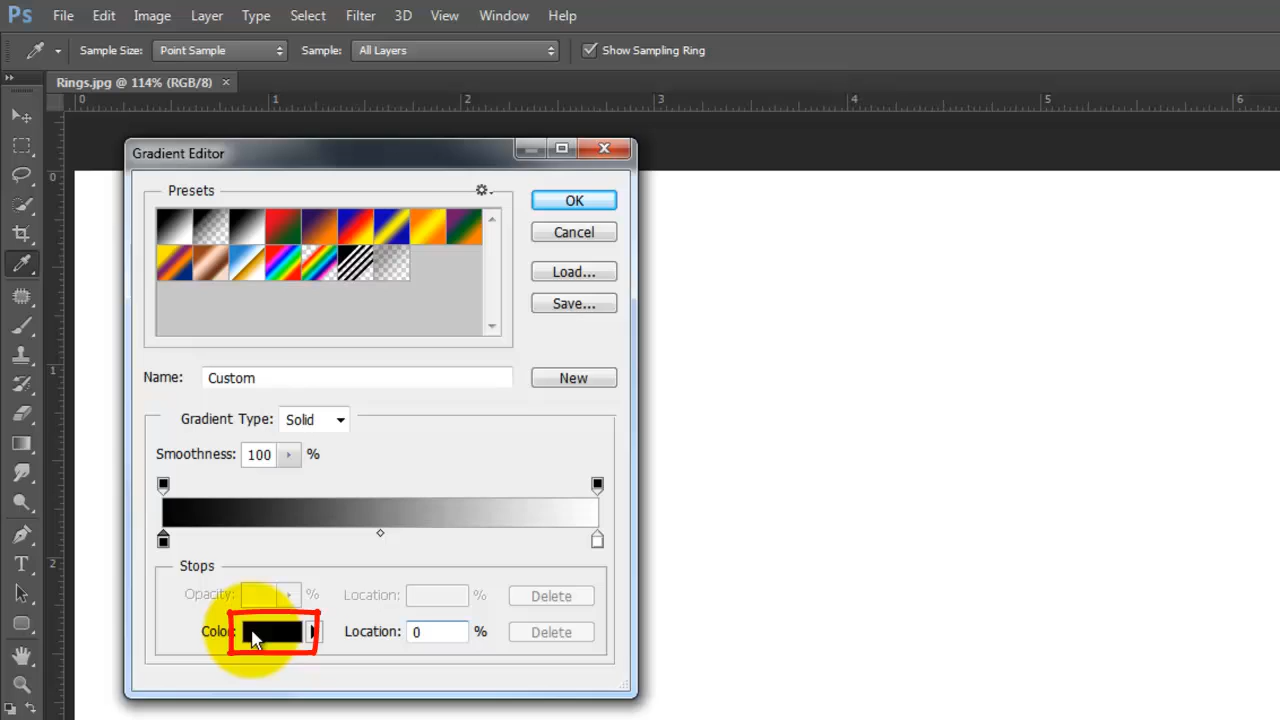 Ps File Edit Image Layer Type Select Filter 3D View Window Help
Sample Size: Point Sample Sample: All Layers Show Sampling Ring
Rings.jpg @ 114% (RGB/8) ×
0 1 2 3 4 5 6
Gradient Editor
0
Presets
OK
Cancel
Load...
Save...
1
Name: Custom New
Gradient Type: Solid
Smoothness: 100 %
2
Stops
Opacity: % Location: % Delete
Color: Location: 0 % Delete